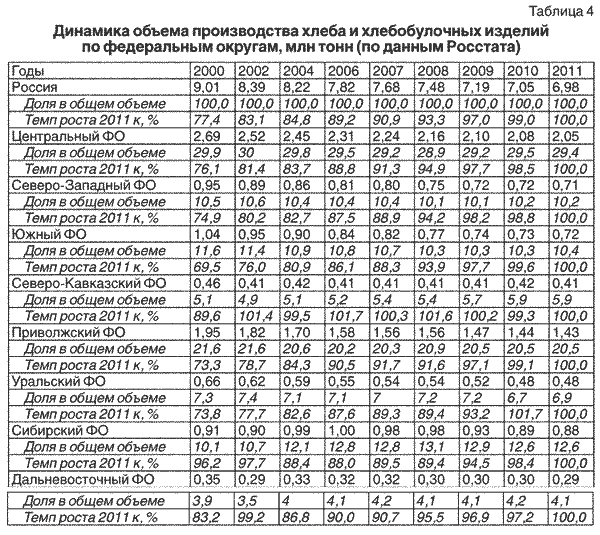 Таблица 4
Динамика объема производства хлеба и хлебобулочных изделий
по федеральным округам, млн тонн (по данным Росстата)
Годы 2000 2002 2004 2006 2007 2008 2009 2010 2011
Россия 9,01 8,39 8,22 7,82 7,68 7,48 7,19 7,05 6,98
Доля в общем объеме 100,0 100,0 100,0 100,0 100,0 100,0 100,0 100,0 100,0
Темп роста 2011 к, % 77,4 83,1 84,8 89,2 90,9 93,3 97,0 99,0 100,0
Центральный ФО 2,69 2,52 2,45 2,31 2,24 2,16 2,10 2,08 2,05
Доля в общем объеме 29,9 30 29,8 29,5 29,2 28,9 29,2 29,5 29,4
Темп роста 2011 к, % 76,1 81,4 83,7 88,8 91,3 94,9 97,7 98,5 100,0
Северо-Западный ФО 0,95 0,89 0,86 0,81 0,80 0,75 0,72 0,72 0,71
Доля в общем объеме 10,5 10,6 10,4 10,4 10,4 10,1 10,1 10,2 10,2
Темп роста 2011 к, % 74,9 80,2 82,7 87,5 88,9 94,2 98,2 98,8 100,0
Южный ФО 1,04 0,95 0,90 0,84 0,82 0,77 0,74 0,73 0,72
Доля в общем объеме 11,6 11,4 10,9 10,8 10,7 10,3 10,3 10,3 10,4
Темп роста 2011 к, % 69,5 76,0 80,9 86,1 88,3 93,9 97,7 99,6 100,0
Северо-Кавказский ФО 0,46 0,41 0,42 0,41 0,41 0,41 0,41 0,42 0,41
Доля в общем объеме 5,1 4,9 5,1 5,2 5,4 5,4 5,7 5,9 5,9
Темп роста 2011 к, % 89,6 101,4 99,5 101,7 100,3 101,6 100,2 99,3 100,0
Приволжский ФО 1,95 1,82 1,70 1,58 1,56 1,56 1,47 1,44 1,43
Доля в общем объеме 21,6 21,6 20,6 20,2 20,3 20,9 20,5 20,5 20,5
Темп роста 2011 к, % 73,3 78,7 84,3 90,5 91,7 91,6 97,1 99,1 100,0
Уральский ФО 0,66 0,62 0,59 0,55 0,54 0,54 0,52 0,48 0,48
Доля в общем объеме 7,3 7,4 7,1 7,1 7 7,2 7,2 6,7 6,9
Темп роста 2011 к, % 73,8 77,7 82,6 87,6 89,3 89,4 93,2 101,7 100,0
Сибирский ФО 0,91 0,90 0,99 1,00 0,98 0,98 0,93 0,89 0,88
Доля в общем объеме 10,1 10,7 12,1 12,8 12,8 13,1 12,9 12,6 12,6
Темп роста 2011 к, % 96,2 97,7 88,4 88,0 89,5 89,4 94,5 98,4 100,0
Дальневосточный ФО 0,35 0,29 0,33 0,32 0,32 0,30 0,30 0,30 0,29
Доля в общем объеме 3,9 3,5 4 4,1 4,2 4,1 4,1 4,2 4,1
Темп роста 2011 к, % 83,2 99,2 86,8 90,0 90,7 95,5 96,9 97,2 100,0